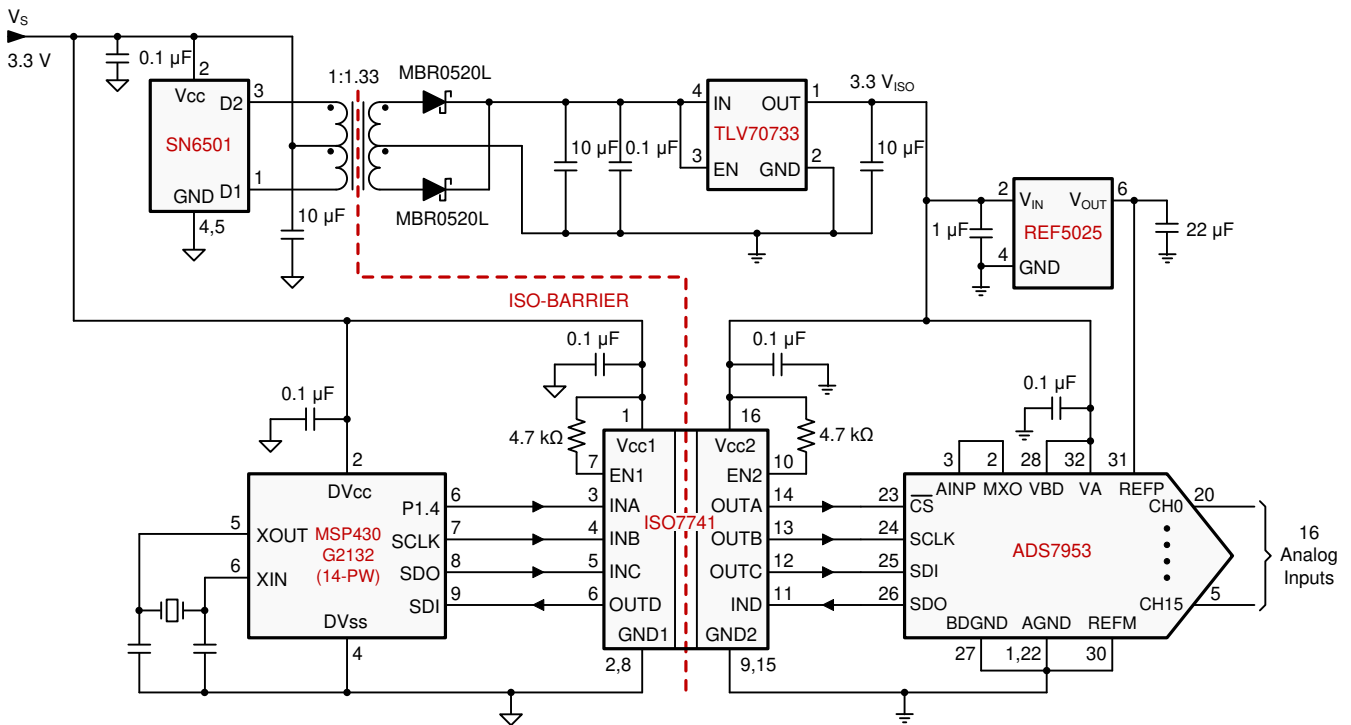 VS
3.3 V
0.1 µF
2
Vcc
D2
3
SN6501
D1
1
GND
4,5
10 µF
1:1.33
MBR0520L
MBR0520L
10 µF
0.1 µF
4
IN
OUT
1
TLV70733
3
EN
GND
2
3.3 VISO
10 µF
2
VIN
VOUT
6
REF5025
1 µF
4
GND
22 µF
ISO-BARRIER
0.1 µF
0.1 µF
0.1 µF
0.1 µF
4.7 kΩ
4.7 kΩ
2
DVcc
5
XOUT
6
XIN
MSP430
G2132
(14-PW)
P1.4
6
SCLK
7
SDO
8
SDI
9
DVss
4
1
Vcc1
7
EN1
3
INA
4
INB
5
INC
6
OUTD
GND1
2,8
ISO7741
16
Vcc2
10
EN2
14
OUTA
13
OUTB
12
OUTC
11
IND
GND2
9,15
3
2
28
32
31
AINP
MXO
VBD
VA
REFP
23
CS
24
SCLK
25
SDI
26
SDO
ADS7953
CH0
20
CH15
5
16
Analog
Inputs
BDGND
AGND
REFM
27
1,22
30